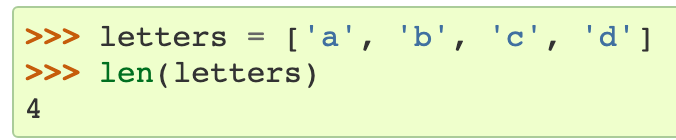 >>> letters = ['a', 'b', 'c', 'd']
>>> len(letters)
4